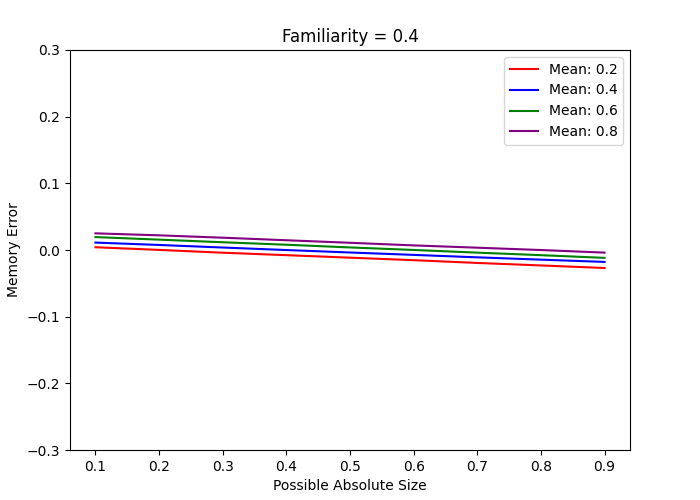 Familiarity = 0.4
0.3
0.2
0.1
0.0
−0.1
−0.2
−0.3
Memory Error
Mean: 0.2
Mean: 0.4
Mean: 0.6
Mean: 0.8
0.1 0.2 0.3 0.4 0.5 0.6 0.7 0.8 0.9
Possible Absolute Size